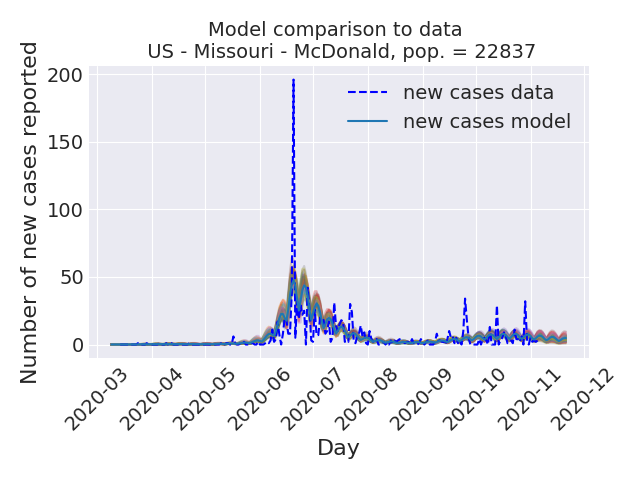 Model comparison to data
US - Missouri - McDonald, pop. = 22837
Number of new cases reported
200
150
100
50
0
new cases data
new cases model
2020-03
2020-04
2020-05
2020-06
2020-07
2020-08
2020-09
2020-10
2020-11
2020-12
Day